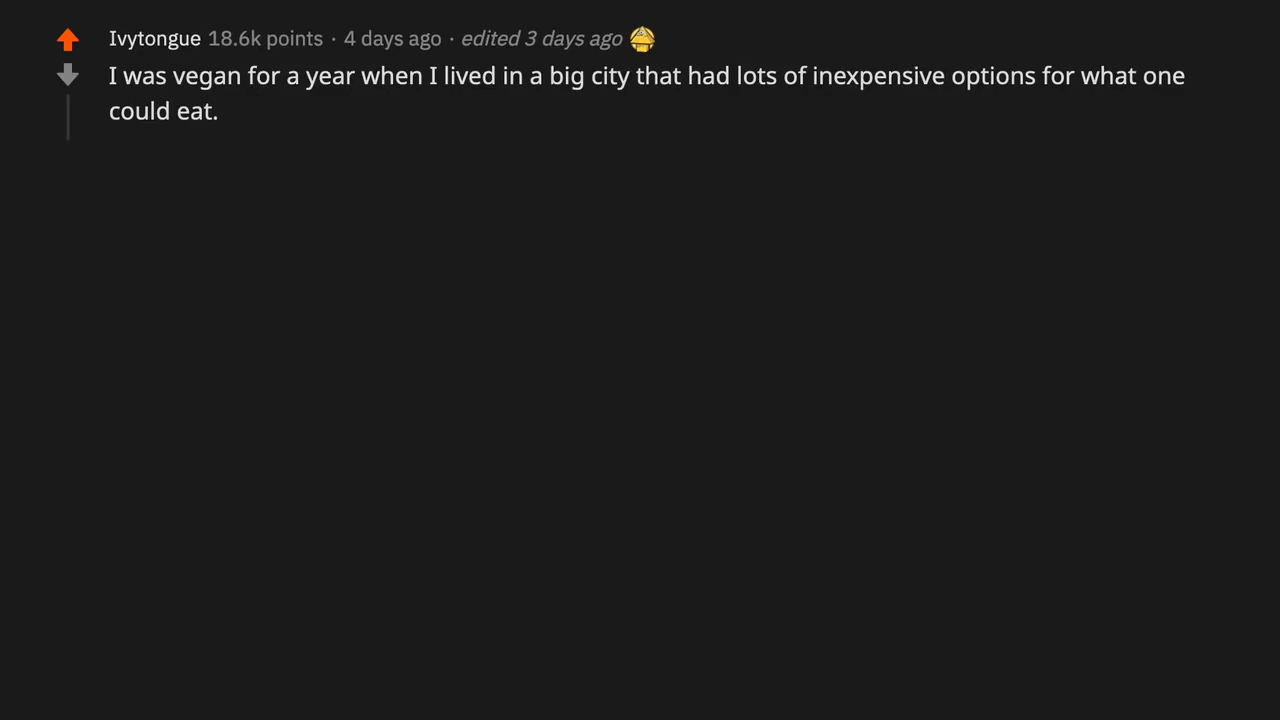 Ivytongue 18.6k points · 4 days ago · edited 3 days ago
I was vegan for a year when I lived in a big city that had lots of inexpensive options for what one
could eat.